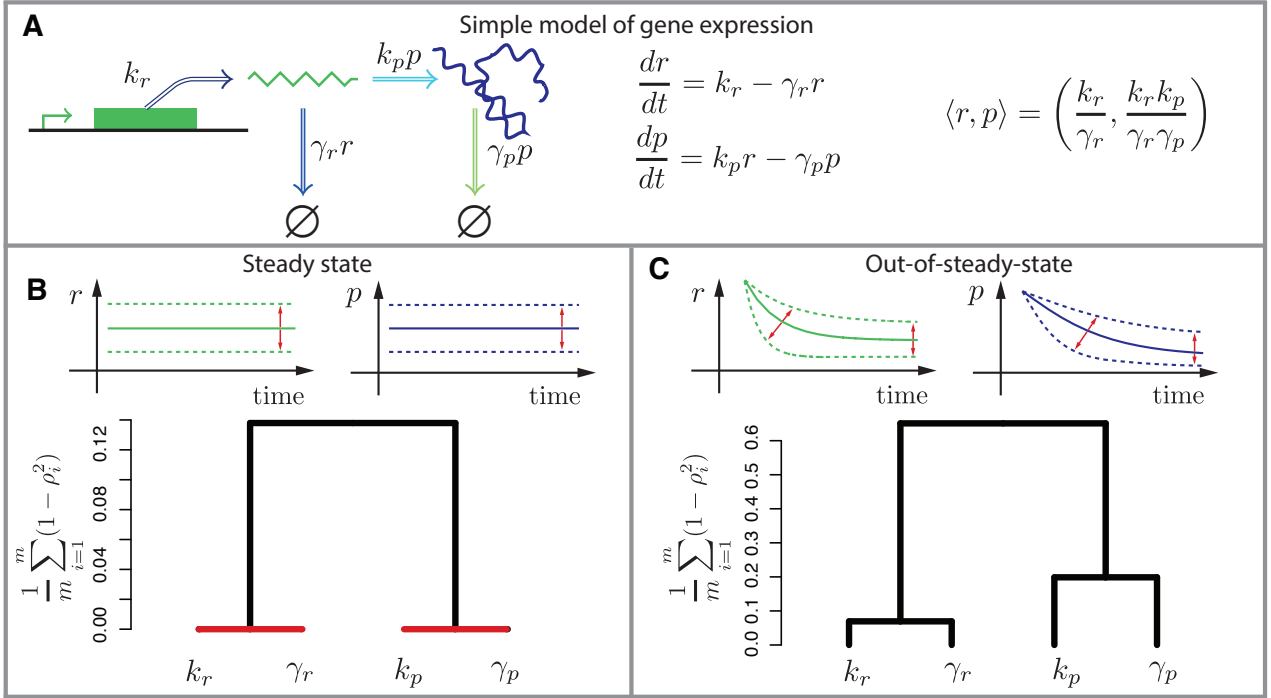 A
Simple model of gene expression
k_r
k_p p
γ_r r
γ_p p
∅
∅
dr/dt = k_r − γ_r r
dp/dt = k_p r − γ_p p
⟨r, p⟩ = (k_r/γ_r, k_r k_p/γ_r γ_p)
B
Steady state
r
time
p
time
1/m ∑_{i=1}^{m} (1 − ρ_i^2)
0.12
0.08
0.04
0.00
k_r
γ_r
k_p
γ_p
C
Out-of-steady-state
r
time
p
time
1/m ∑_{i=1}^{m} (1 − ρ_i^2)
0.6
0.5
0.4
0.3
0.2
0.1
0.0
k_r
γ_r
k_p
γ_p